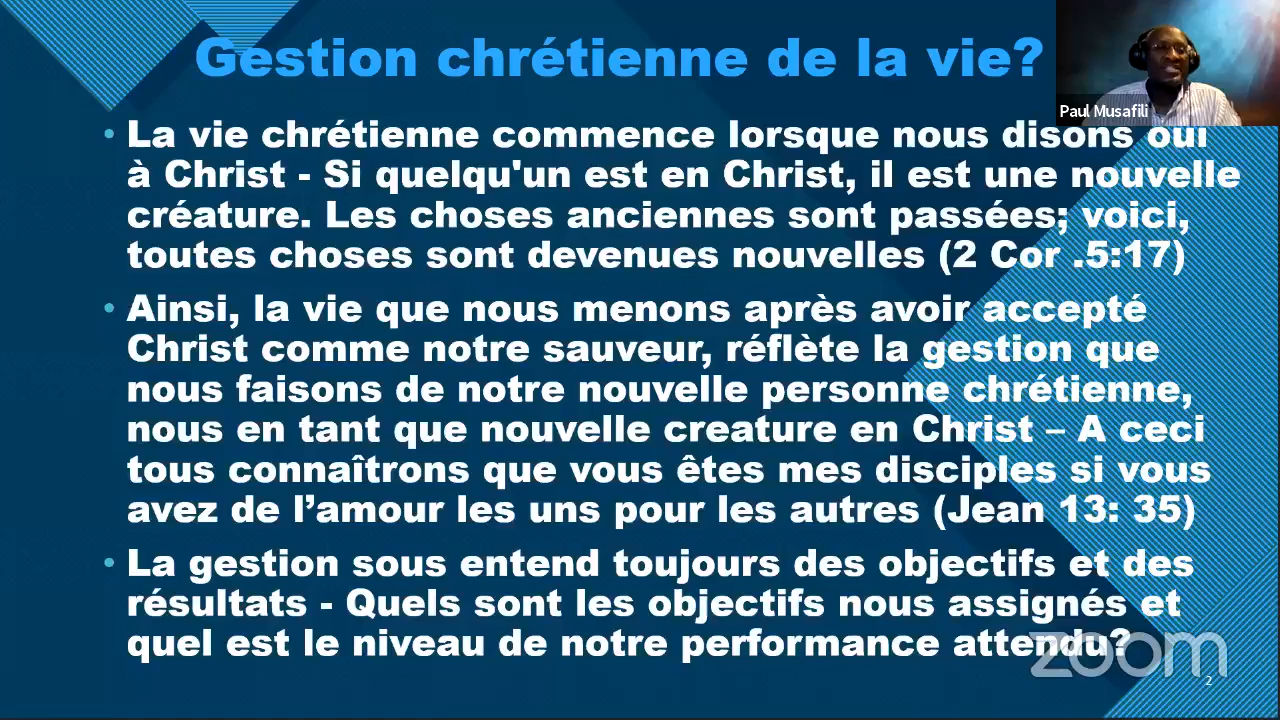 Gestion chrétienne de la vie?
Paul Musafili
• La vie chrétienne commence lorsque nous disons oui
à Christ - Si quelqu'un est en Christ, il est une nouvelle
créature. Les choses anciennes sont passées; voici,
toutes choses sont devenues nouvelles (2 Cor .5:17)
• Ainsi, la vie que nous menons après avoir accepté
Christ comme notre sauveur, réflète la gestion que
nous faisons de notre nouvelle personne chrétienne,
nous en tant que nouvelle creature en Christ – A ceci
tous connaîtrons que vous êtes mes disciples si vous
avez de l’amour les uns pour les autres (Jean 13: 35)
• La gestion sous entend toujours des objectifs et des
résultats - Quels sont les objectifs nous assignés et
quel est le niveau de notre performance attendu?
zoom
2